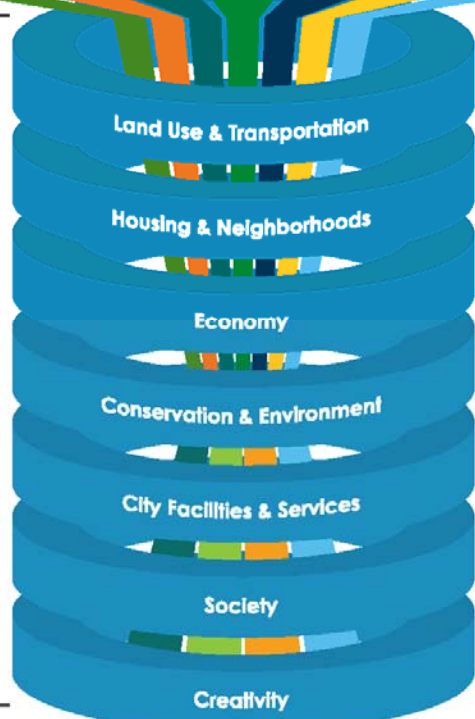 Land Use & Transportation
Housing & Neighborhoods
Economy
Conservation & Environment
City Facilities & Services
Society
Creativity